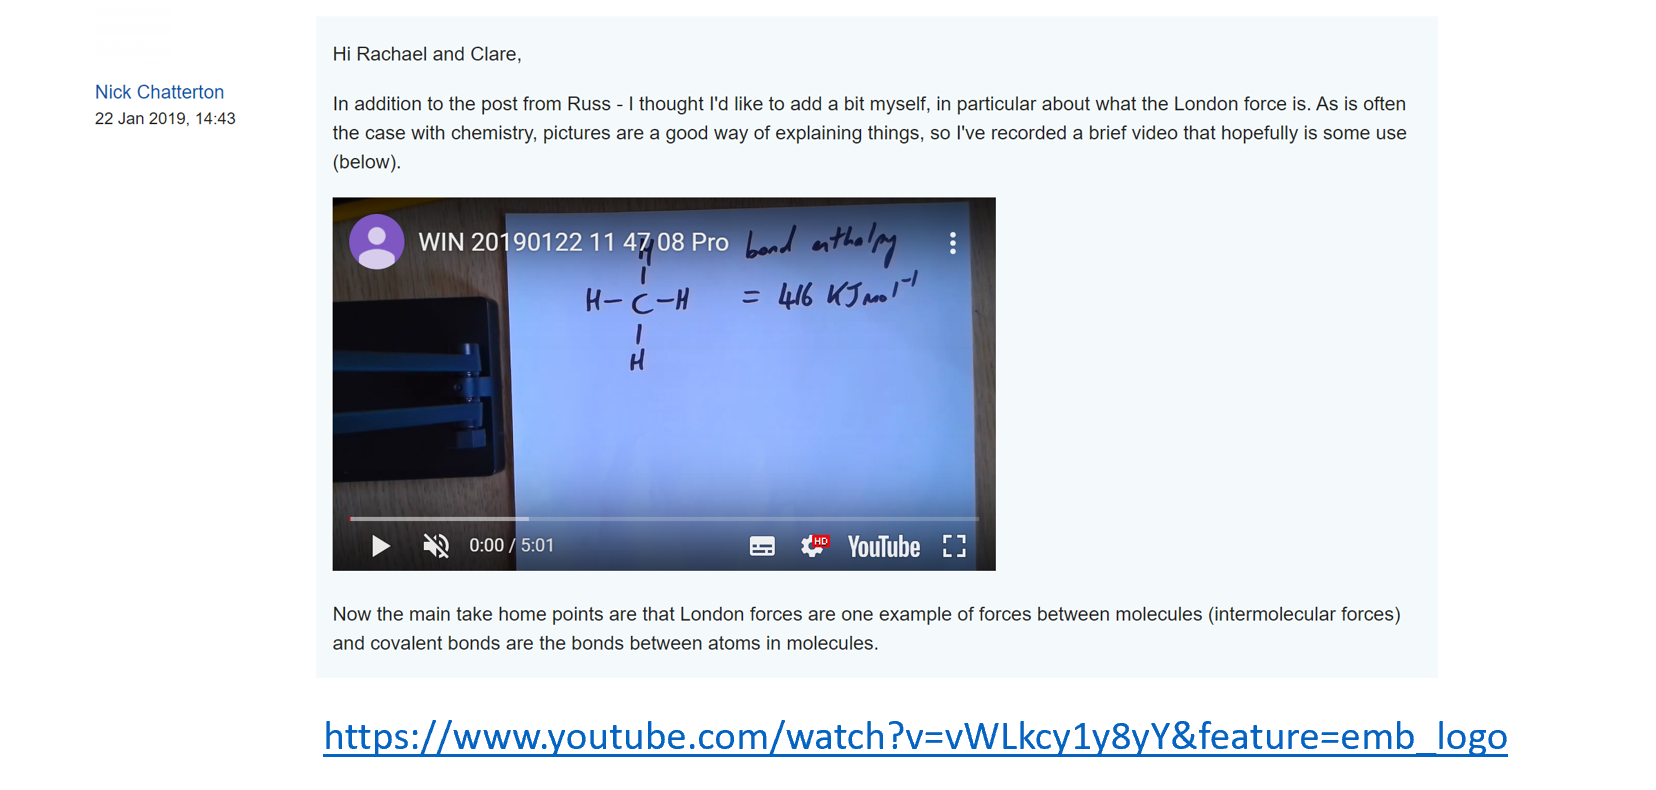 Hi Rachael and Clare,
Nick Chatterton
22 Jan 2019, 14:43
In addition to the post from Russ - I thought I'd like to add a bit myself, in particular about what the London force is. As is often
the case with chemistry, pictures are a good way of explaining things, so I've recorded a brief video that hopefully is some use
(below).
WIN 20190122 11 47 08 Pro
bond enthalpy
= 416 KJmol⁻¹
H
|
H–C–H
|
H
0:00 / 5:01
HD
YouTube
Now the main take home points are that London forces are one example of forces between molecules (intermolecular forces)
and covalent bonds are the bonds between atoms in molecules.
https://www.youtube.com/watch?v=vWLkcy1y8yY&feature=emb_logo